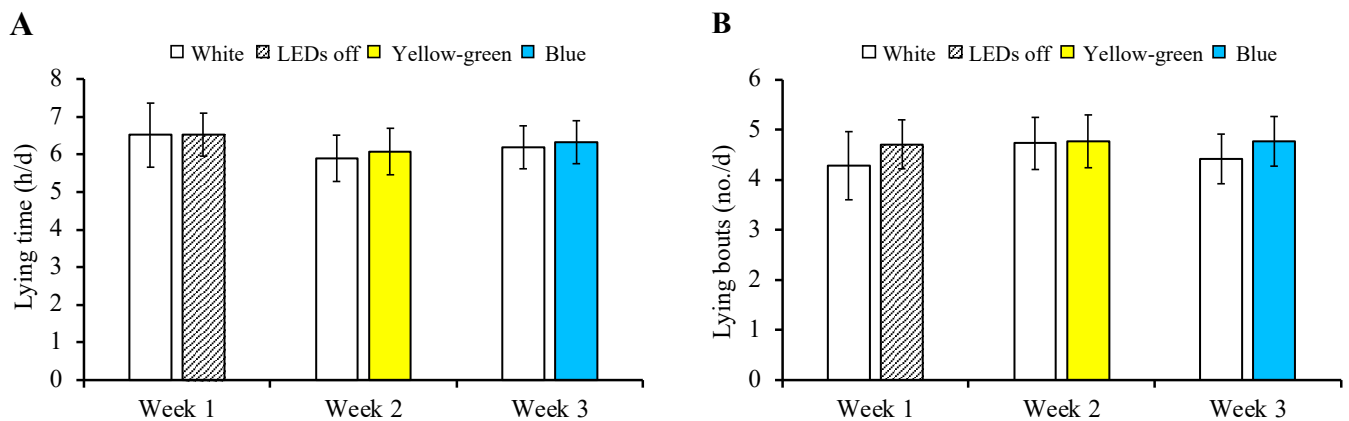 A
White LEDs off Yellow-green Blue
Lying time (h/d)
8
7
6
5
4
3
2
1
0
Week 1 Week 2 Week 3
B
White LEDs off Yellow-green Blue
Lying bouts (no./d)
6
5
4
3
2
1
0
Week 1 Week 2 Week 3